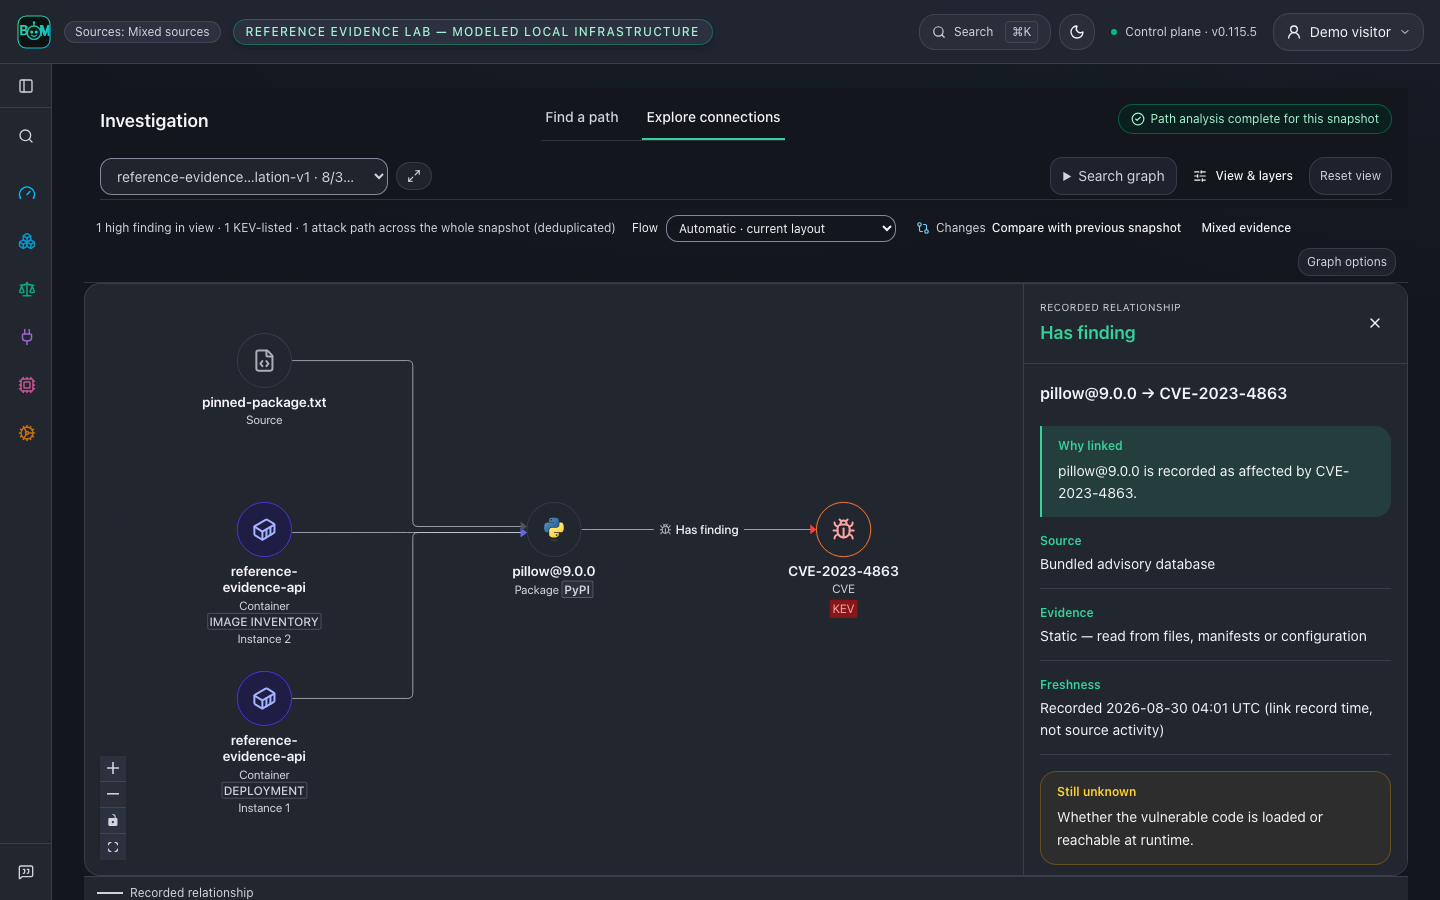 BOM
Sources: Mixed sources
REFERENCE EVIDENCE LAB — MODELED LOCAL INFRASTRUCTURE
Search ⌘K
Control plane · v0.115.5
Demo visitor
Investigation
Find a path
Explore connections
Path analysis complete for this snapshot
reference-evidence...lation-v1 · 8/3...
Search graph
View & layers
Reset view
1 high finding in view · 1 KEV-listed · 1 attack path across the whole snapshot (deduplicated)
Flow
Automatic · current layout
Changes Compare with previous snapshot
Mixed evidence
Graph options
pinned-package.txt
Source
reference-
evidence-api
Container
IMAGE INVENTORY
Instance 2
reference-
evidence-api
Container
DEPLOYMENT
Instance 1
pillow@9.0.0
Package PyPI
Has finding
CVE-2023-4863
CVE
KEV
RECORDED RELATIONSHIP
Has finding
pillow@9.0.0 → CVE-2023-4863
Why linked
pillow@9.0.0 is recorded as affected by CVE-
2023-4863.
Source
Bundled advisory database
Evidence
Static — read from files, manifests or configuration
Freshness
Recorded 2026-08-30 04:01 UTC (link record time,
not source activity)
Still unknown
Whether the vulnerable code is loaded or
reachable at runtime.
Recorded relationship